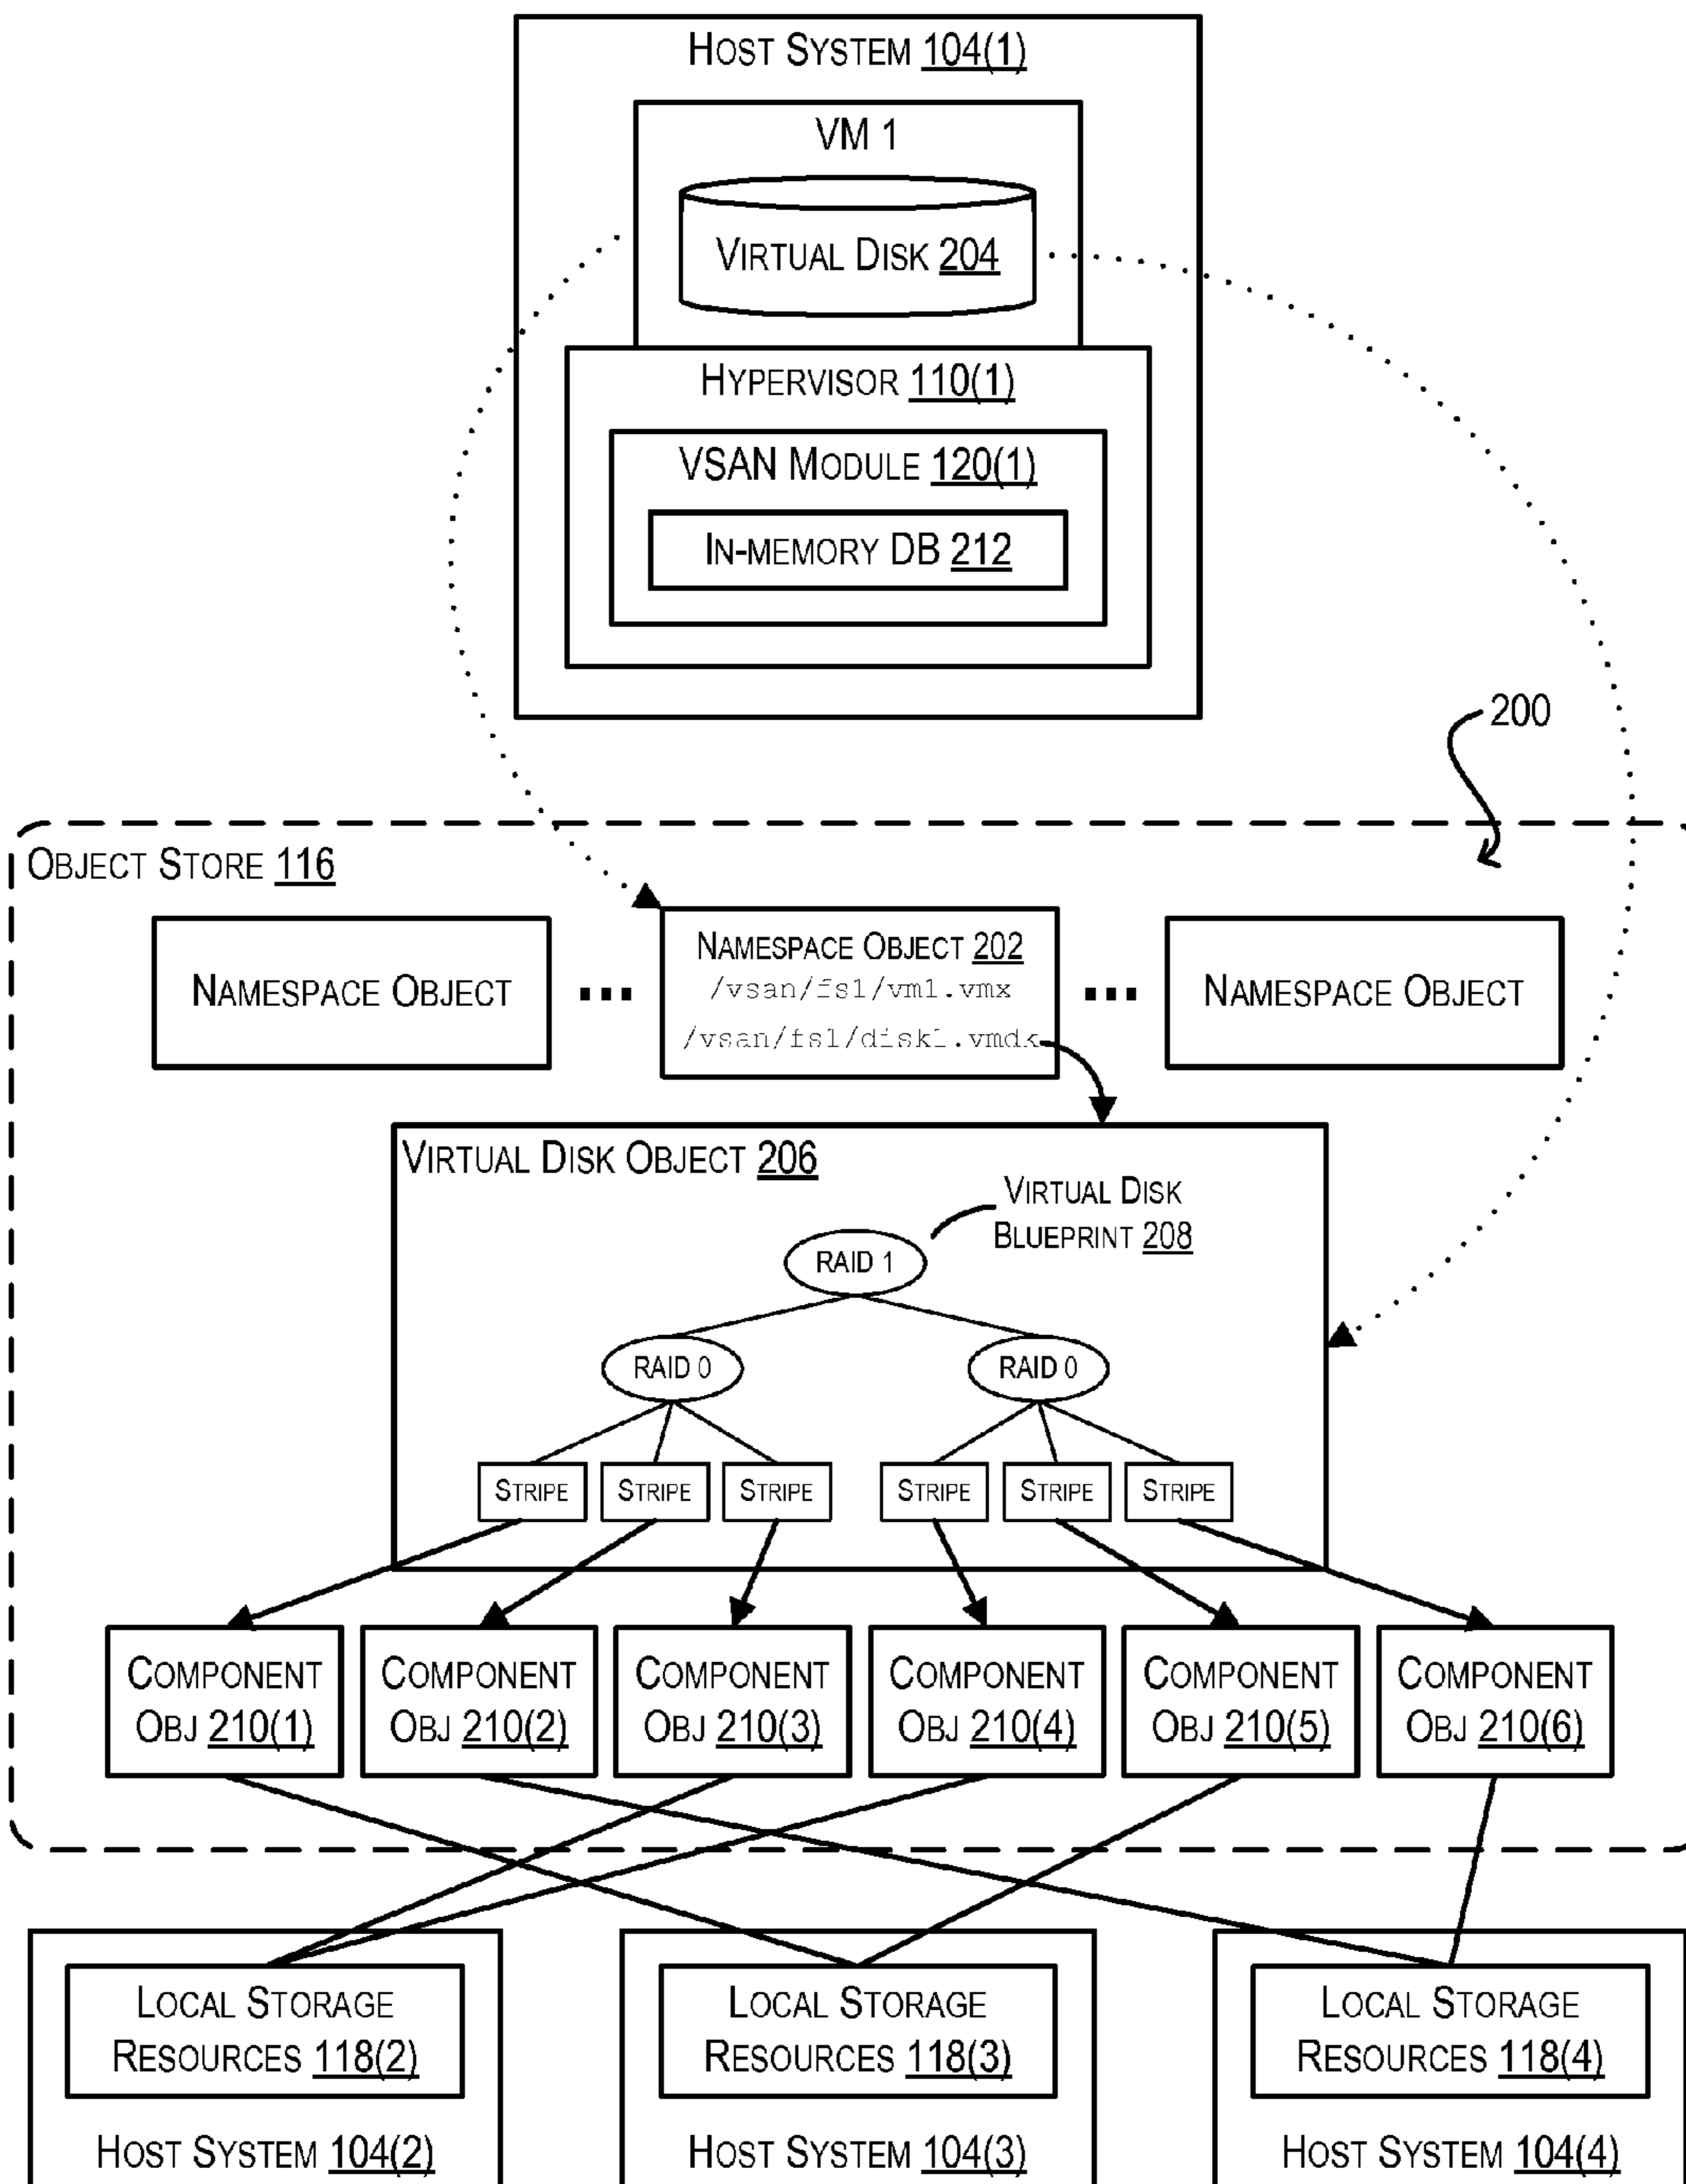 HOST SYSTEM 104(1)
VM 1
VIRTUAL DISK 204
HYPERVISOR 110(1)
VSAN MODULE 120(1)
IN-MEMORY DB 212
200
OBJECT STORE 116
NAMESPACE OBJECT
...
NAMESPACE OBJECT 202
/vsan/fs1/vm1.vmx
/vsan/fs1/disk1.vmdk
...
NAMESPACE OBJECT
VIRTUAL DISK OBJECT 206
VIRTUAL DISK
BLUEPRINT 208
RAID 1
RAID 0
RAID 0
STRIPE
STRIPE
STRIPE
STRIPE
STRIPE
STRIPE
COMPONENT
OBJ 210(1)
COMPONENT
OBJ 210(2)
COMPONENT
OBJ 210(3)
COMPONENT
OBJ 210(4)
COMPONENT
OBJ 210(5)
COMPONENT
OBJ 210(6)
LOCAL STORAGE
RESOURCES 118(2)
HOST SYSTEM 104(2)
LOCAL STORAGE
RESOURCES 118(3)
HOST SYSTEM 104(3)
LOCAL STORAGE
RESOURCES 118(4)
HOST SYSTEM 104(4)